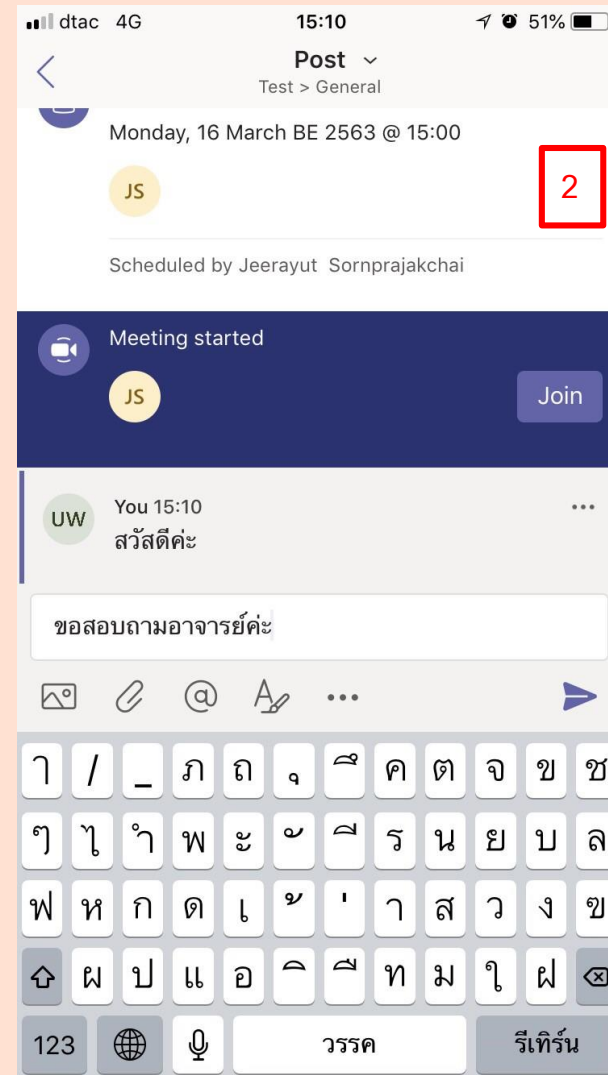 dtac 4G 15:10 51%
Post
Test > General
Monday, 16 March BE 2563 @ 15:00
JS
2
Scheduled by Jeerayut Sornprajakchai
Meeting started
JS
Join
UW
You 15:10
สวัสดีค่ะ
ขอสอบถามอาจารย์ค่ะ
ๅ / _ ภ ถ ุ ึ ค ต จ ข ช
ๆ ไ ำ พ ะ ั ี ร น ย บ ล
ฟ ห ก ด เ ้ ่ า ส ว ง ฃ
ผ ป แ อ ิ ื ท ม ใ ฝ
123 วรรค รีเทิร์น